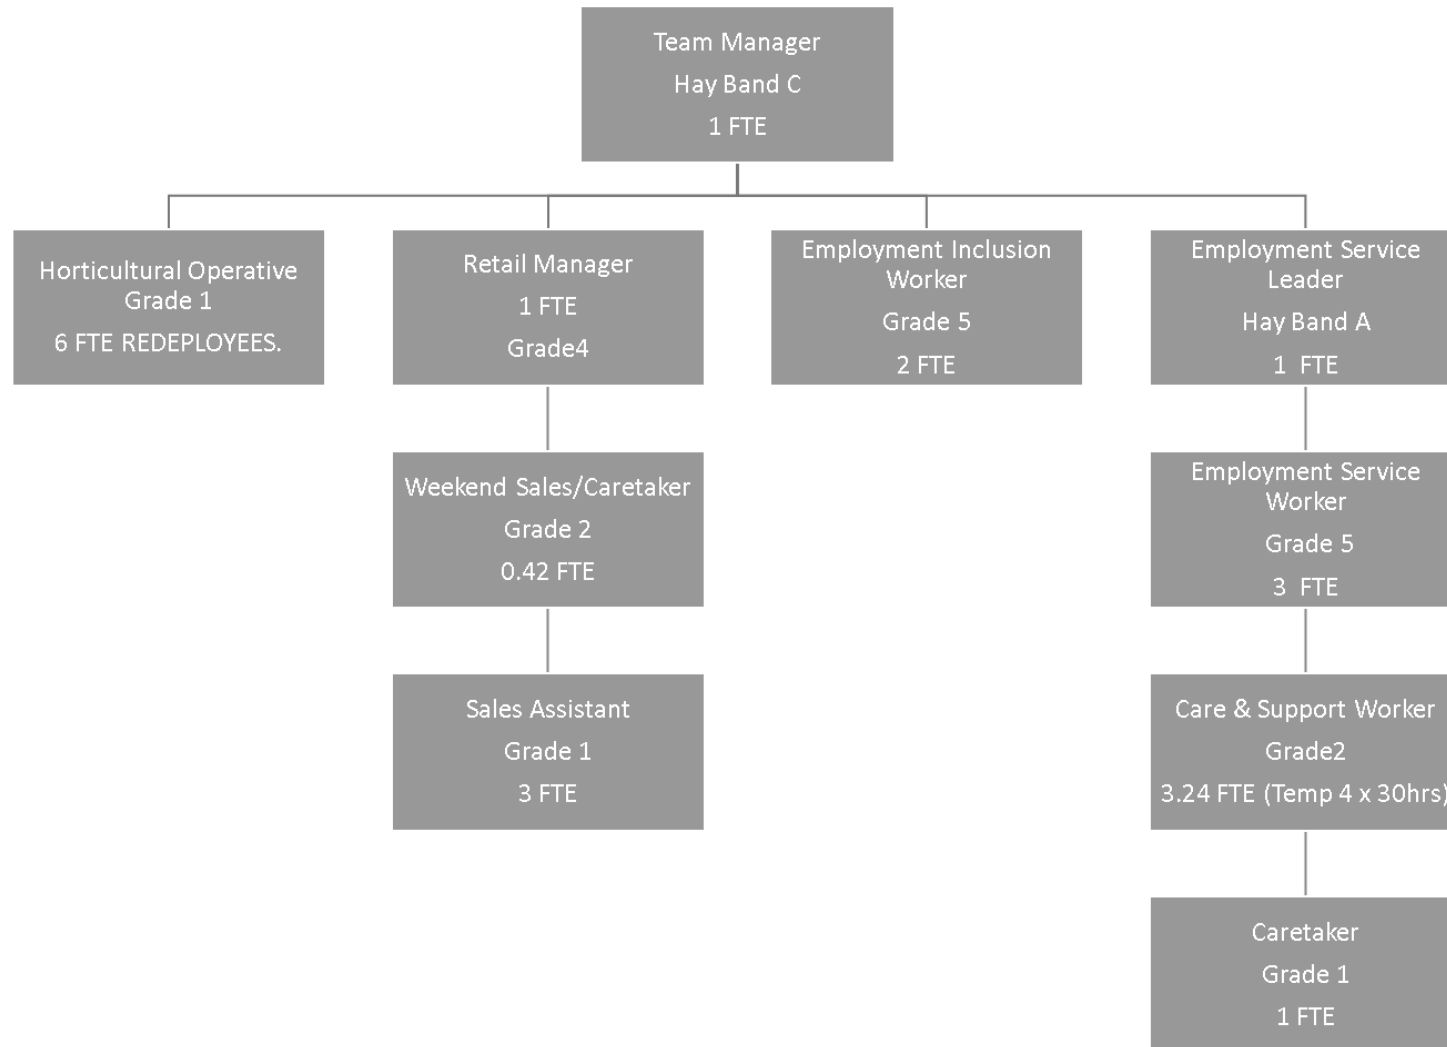 Team Manager
Hay Band C
1 FTE
Horticultural Operative
Grade 1
6 FTE REDEPLOYEES.
Retail Manager
1 FTE
Grade4
Employment Inclusion
Worker
Grade 5
2 FTE
Employment Service
Leader
Hay Band A
1 FTE
Weekend Sales/Caretaker
Grade 2
0.42 FTE
Employment Service
Worker
Grade 5
3 FTE
Sales Assistant
Grade 1
3 FTE
Care & Support Worker
Grade2
3.24 FTE (Temp 4 x 30hrs)
Caretaker
Grade 1
1 FTE